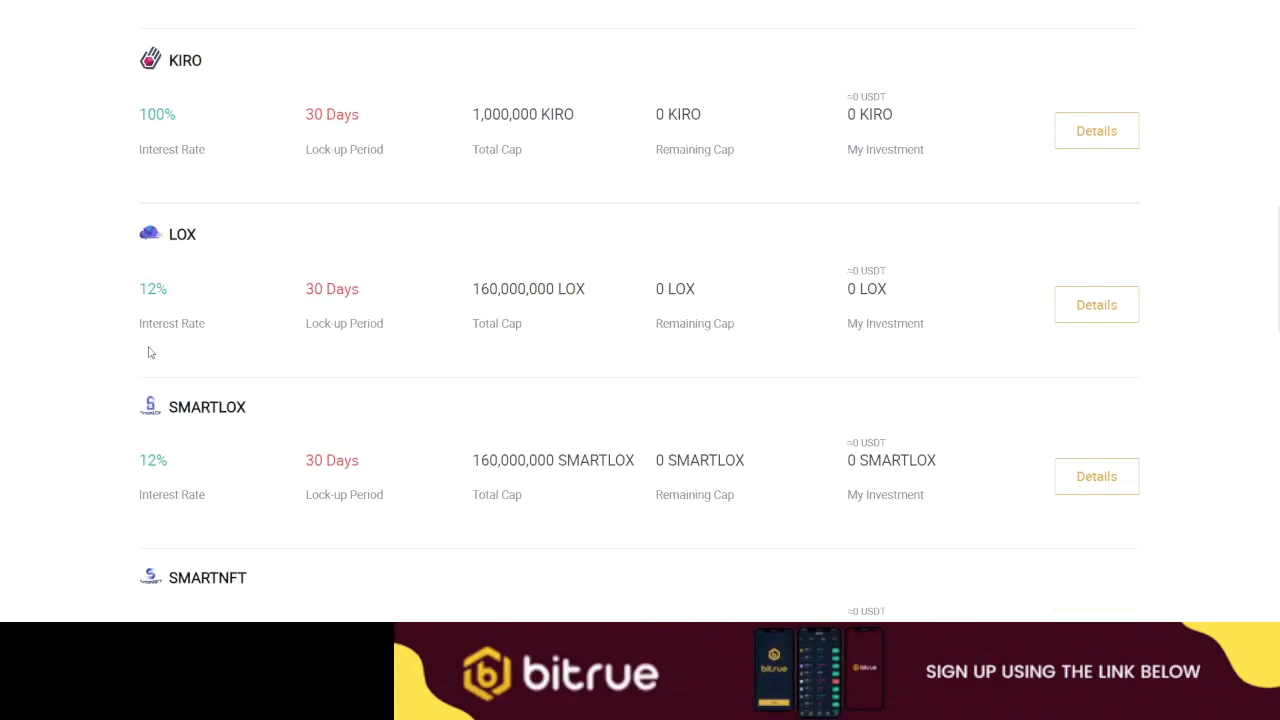 KIRO
≈0 USDT
100% 30 Days 1,000,000 KIRO 0 KIRO 0 KIRO
Details
Interest Rate Lock-up Period Total Cap Remaining Cap My Investment
LOX
≈0 USDT
12% 30 Days 160,000,000 LOX 0 LOX 0 LOX
Details
Interest Rate Lock-up Period Total Cap Remaining Cap My Investment
SMARTLOX
≈0 USDT
12% 30 Days 160,000,000 SMARTLOX 0 SMARTLOX 0 SMARTLOX
Details
Interest Rate Lock-up Period Total Cap Remaining Cap My Investment
SMARTNFT
≈0 USDT
bitrue
bitrue
bitrue
SIGN UP USING THE LINK BELOW